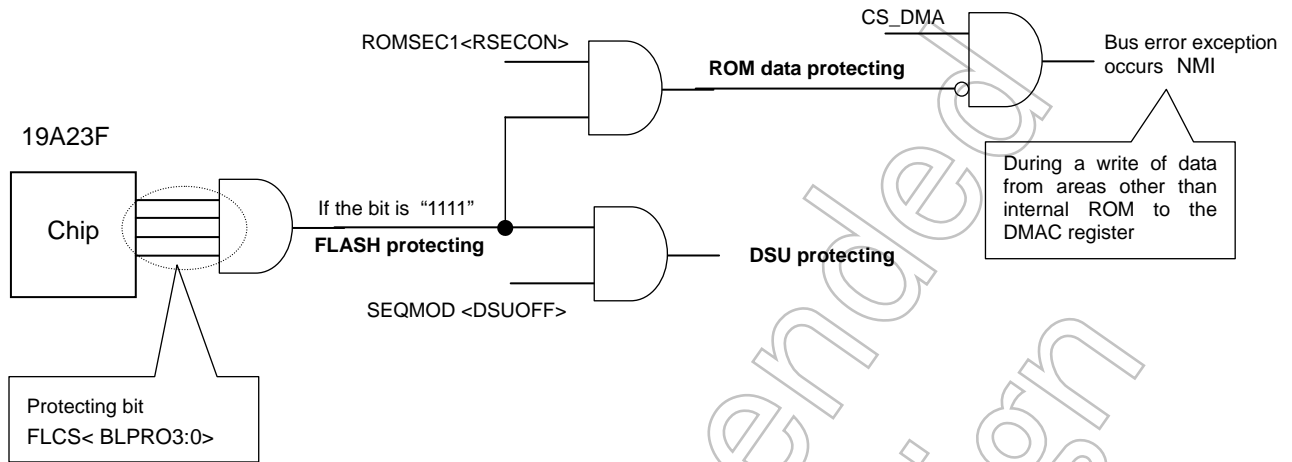 CS_DMA
ROMSEC1<RSECON>
ROM data protecting
Bus error exception
occurs NMI
19A23F
Chip
If the bit is "1111"
FLASH protecting
During a write of data
from areas other than
internal ROM to the
DMAC register
DSU protecting
SEQMOD <DSUOFF>
Protecting bit
FLCS< BLPRO3:0>